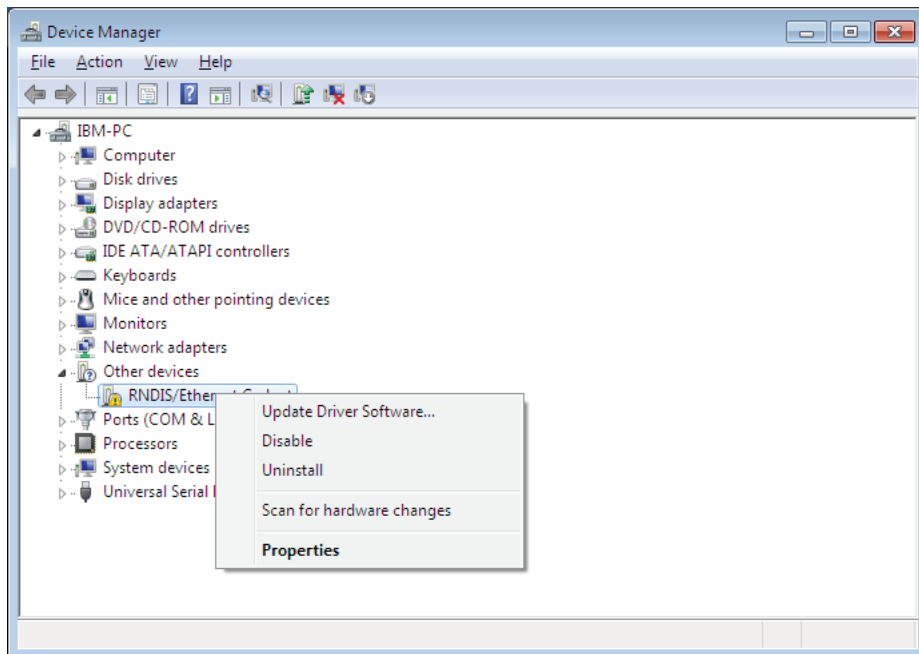 Device Manager
File Action View Help
IBM-PC
Computer
Disk drives
Display adapters
DVD/CD-ROM drives
IDE ATA/ATAPI controllers
Keyboards
Mice and other pointing devices
Monitors
Network adapters
Other devices
RNDIS/Ether
Ports (COM & L
Processors
System devices
Universal Serial
Update Driver Software...
Disable
Uninstall
Scan for hardware changes
Properties